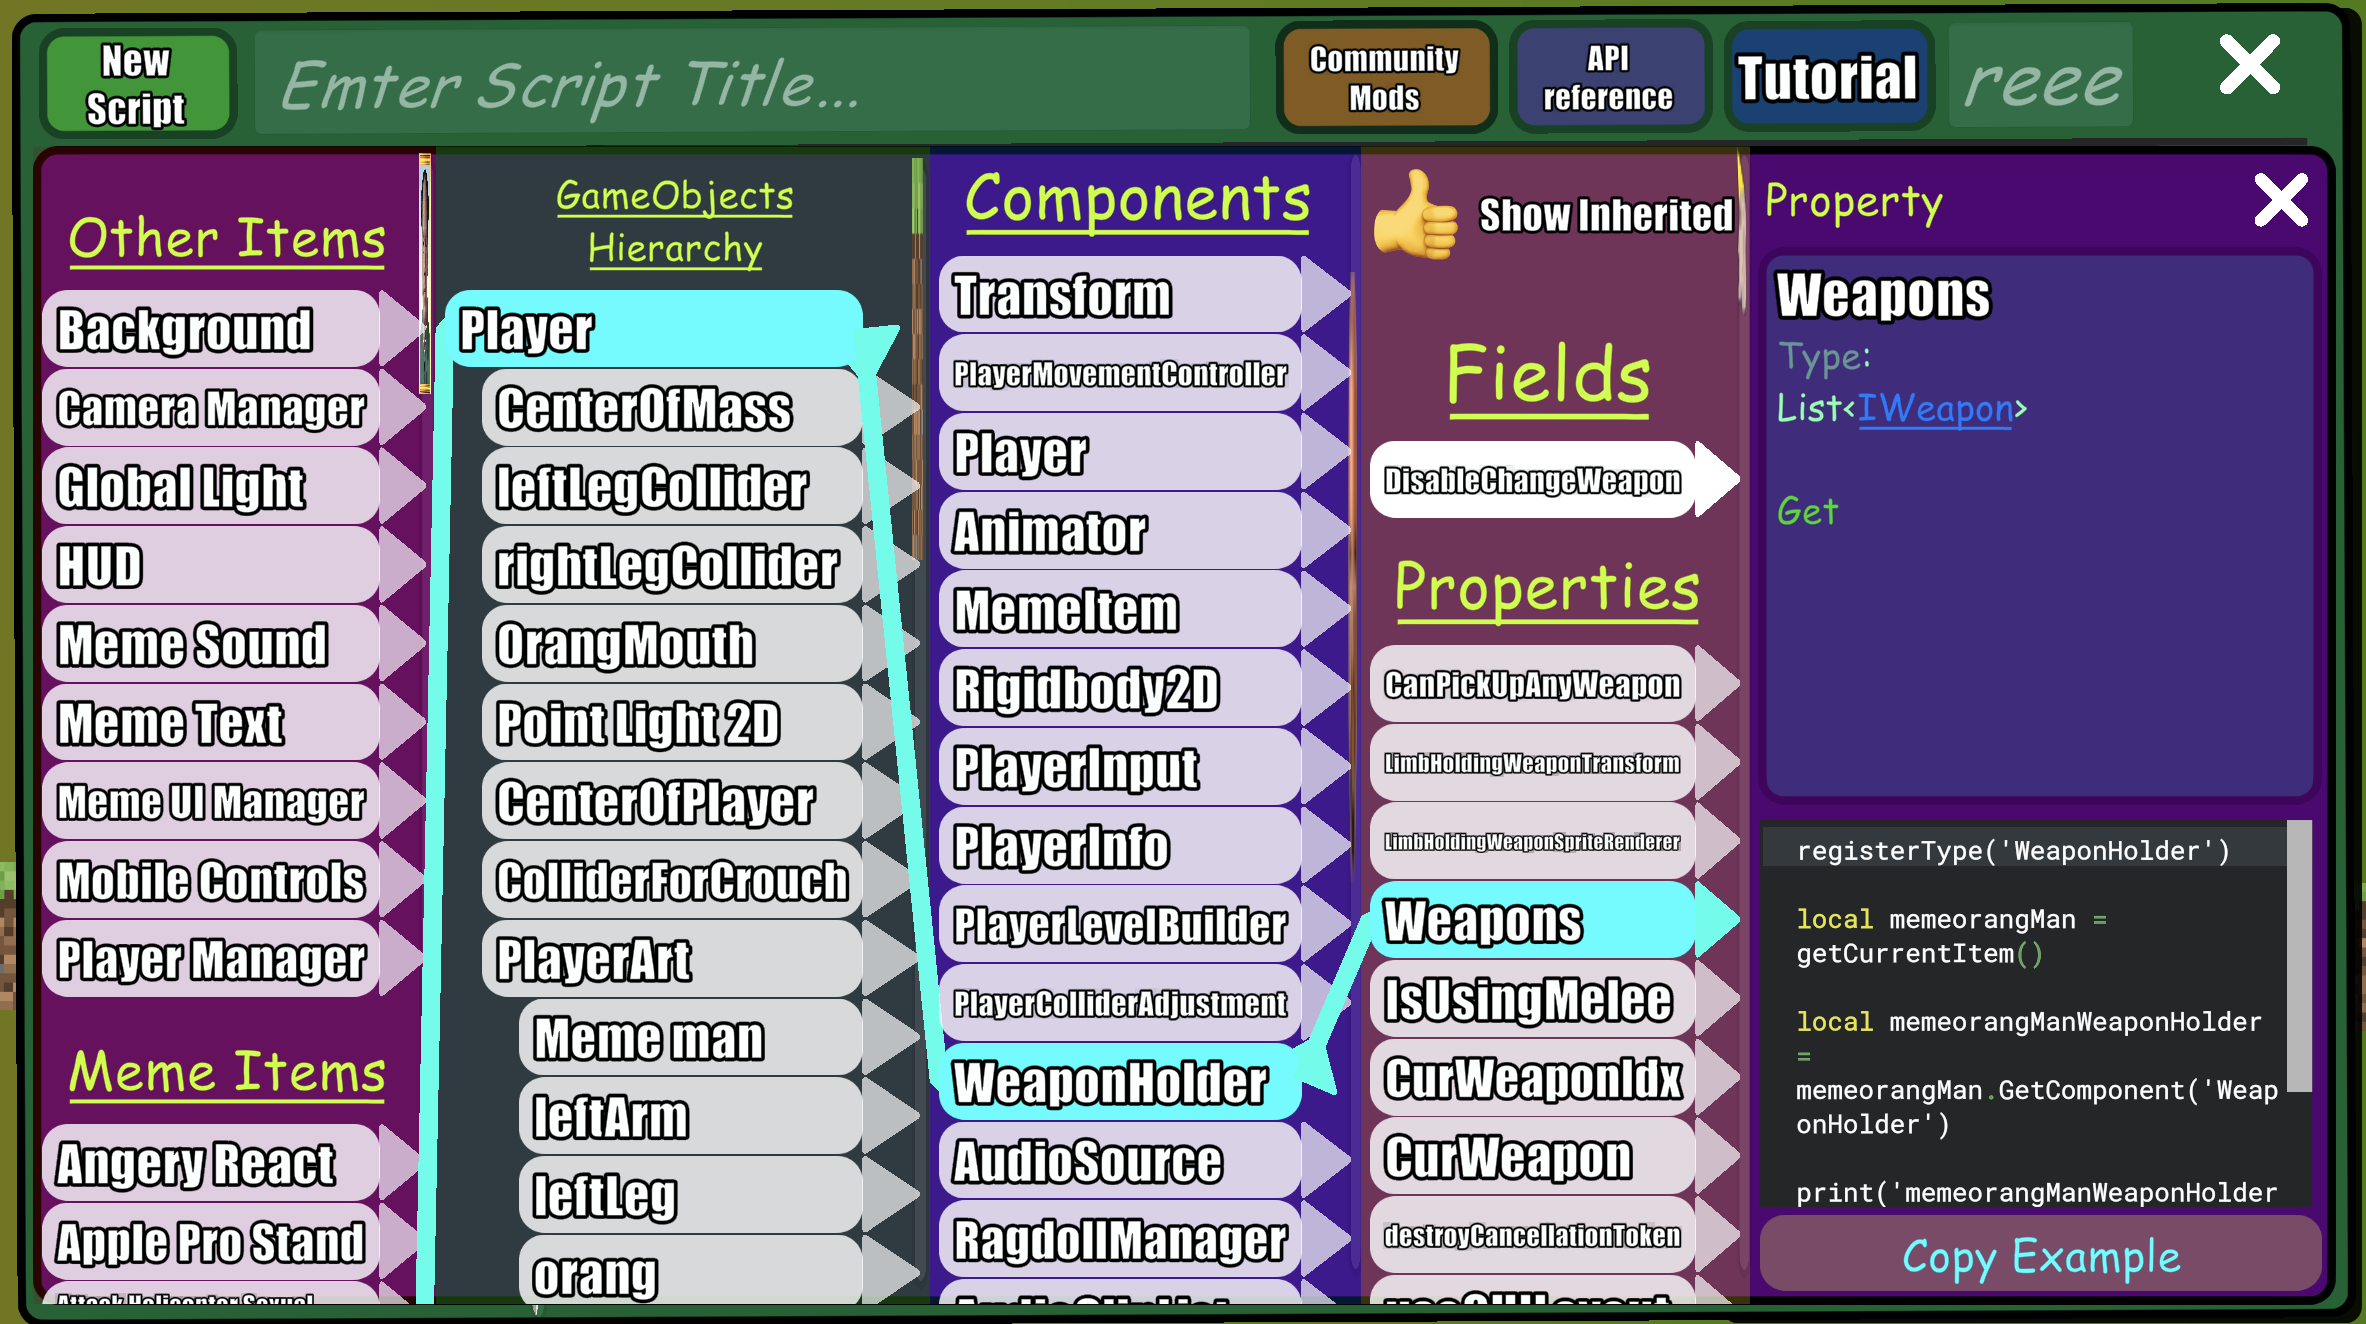 New
Script
Emter Script Title...
Community
Mods
API
reference
Tutorial
reee
Other Items
Background
Camera Manager
Global Light
HUD
Meme Sound
Meme Text
Meme UI Manager
Mobile Controls
Player Manager
Meme Items
Angery React
Apple Pro Stand
Attack Helicopter Sexual
GameObjects
Hierarchy
Player
CenterOfMass
leftLegCollider
rightLegCollider
OrangMouth
Point Light 2D
CenterOfPlayer
ColliderForCrouch
PlayerArt
Meme man
leftArm
leftLeg
orang
Components
Transform
PlayerMovementController
Player
Animator
MemeItem
Rigidbody2D
PlayerInput
PlayerInfo
PlayerLevelBuilder
PlayerColliderAdjustment
WeaponHolder
AudioSource
RagdollManager
Show Inherited
Fields
DisableChangeWeapon
Properties
CanPickUpAnyWeapon
LimbHoldingWeaponTransform
LimbHoldingWeaponSpriteRenderer
Weapons
IsUsingMelee
CurWeaponIdx
CurWeapon
destroyCancellationToken
useGUILayout
Property
Weapons
Type:
List<IWeapon>
Get
registerType('WeaponHolder')
local memeorangMan =
getCurrentItem()
local memeorangManWeaponHolder
=
memeorangMan.GetComponent('Weap
onHolder')
print('memeorangManWeaponHolder
Copy Example